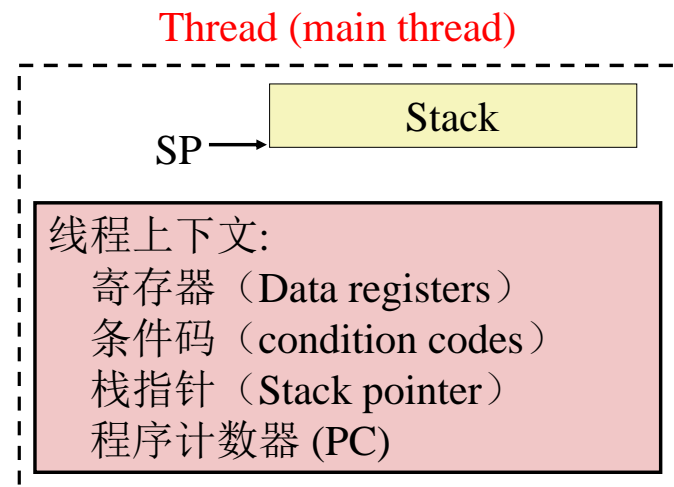 Thread (main thread)
Stack
SP
线程上下文:
寄存器（Data registers）
条件码（condition codes）
栈指针（Stack pointer）
程序计数器 (PC)